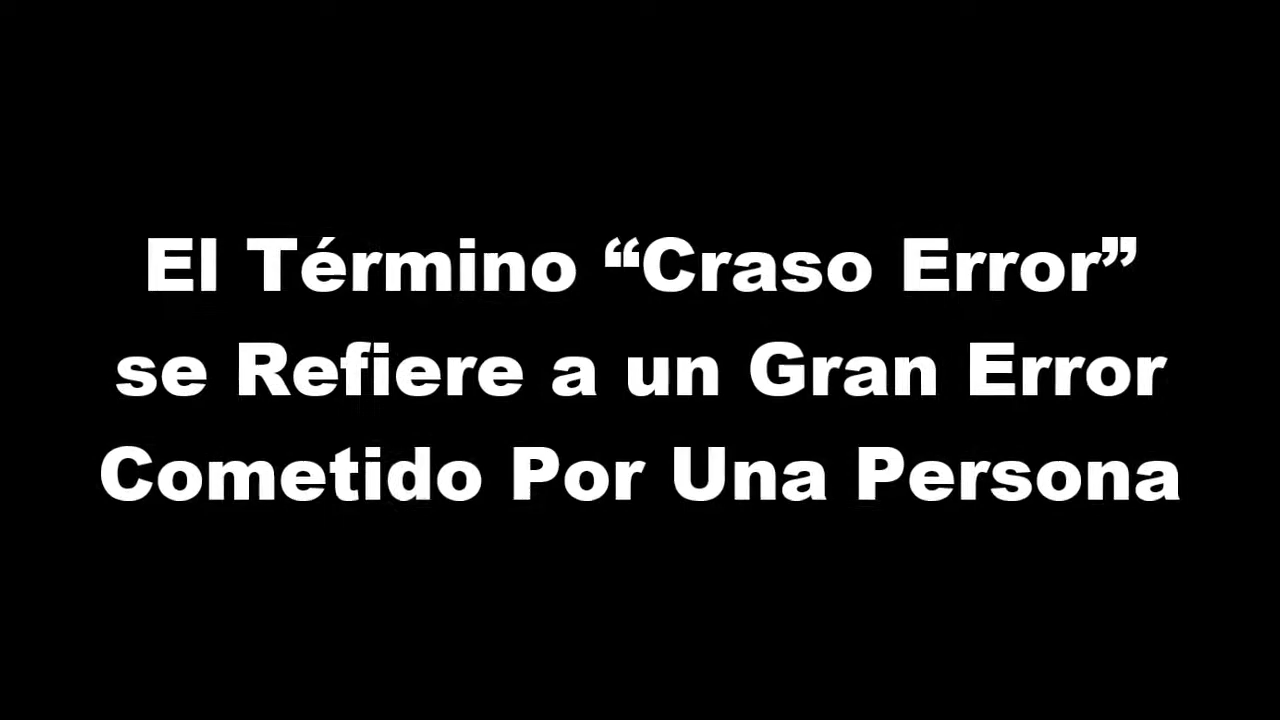 El Término “Craso Error”
se Refiere a un Gran Error
Cometido Por Una Persona